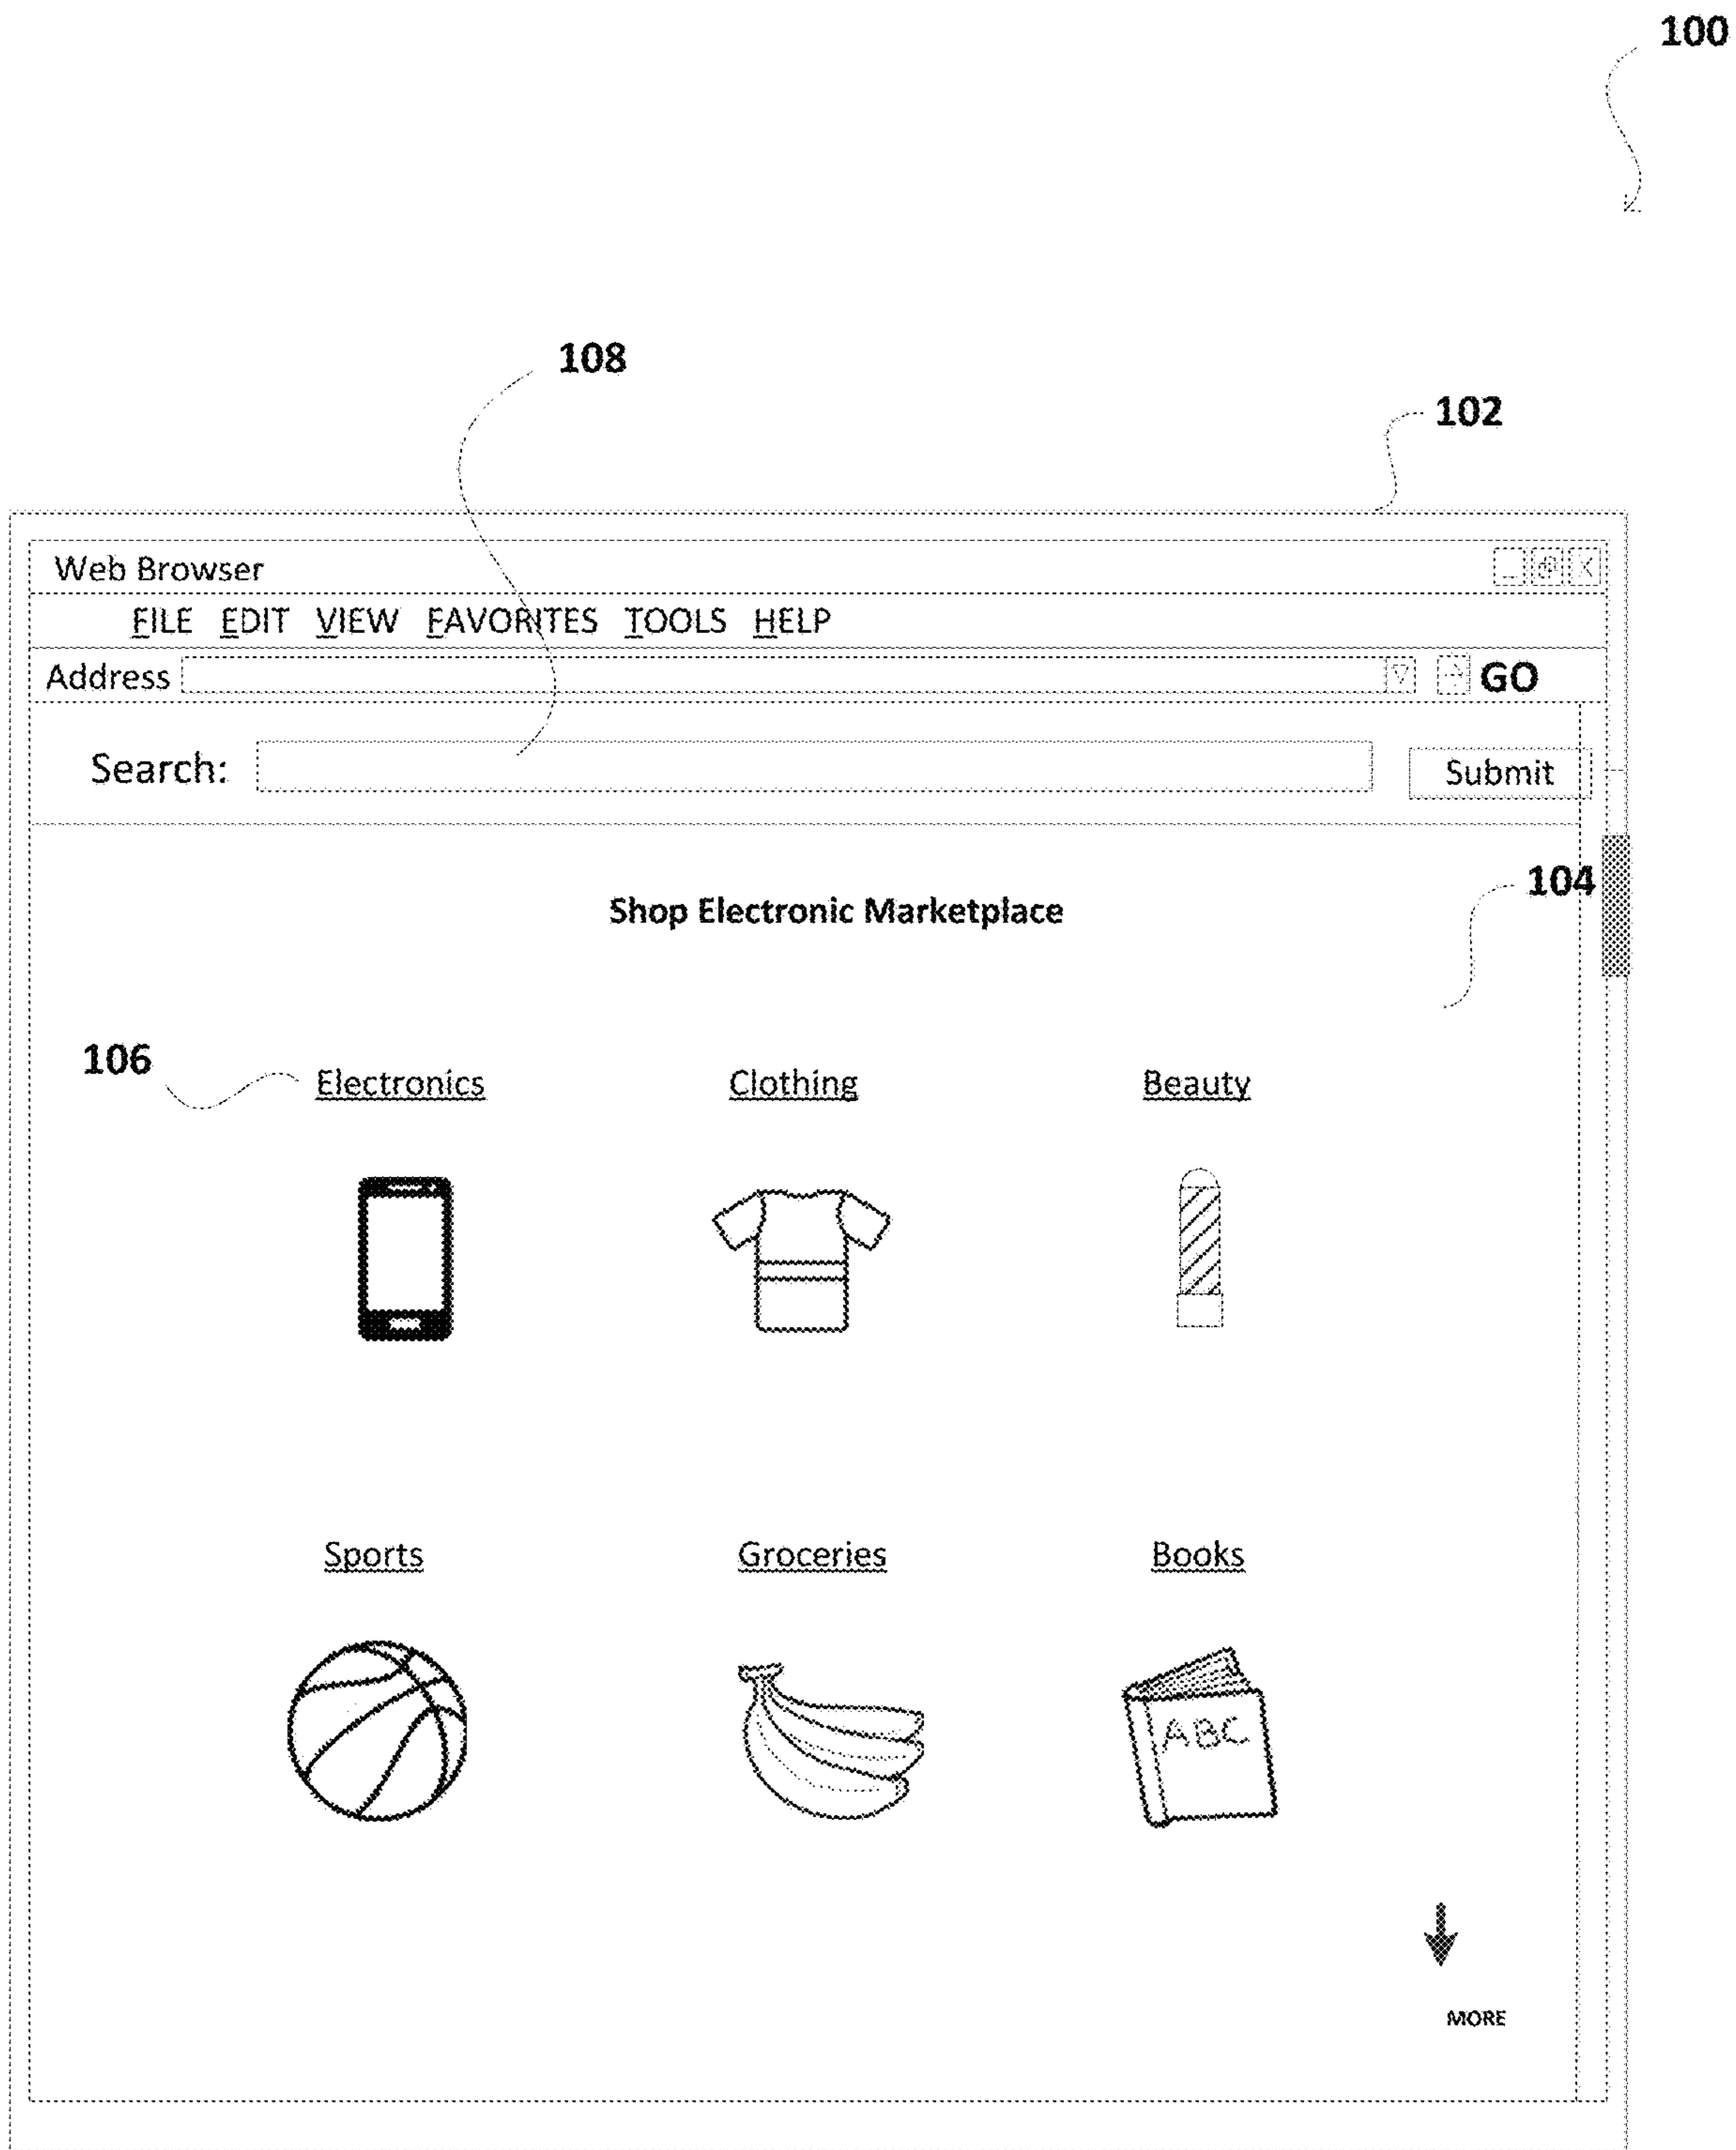 100
108
102
Web Browser
FILE EDIT VIEW FAVORITES TOOLS HELP
Address GO
Search: Submit
104
Shop Electronic Marketplace
106
Electronics Clothing Beauty
Sports Groceries Books
ABC
MORE